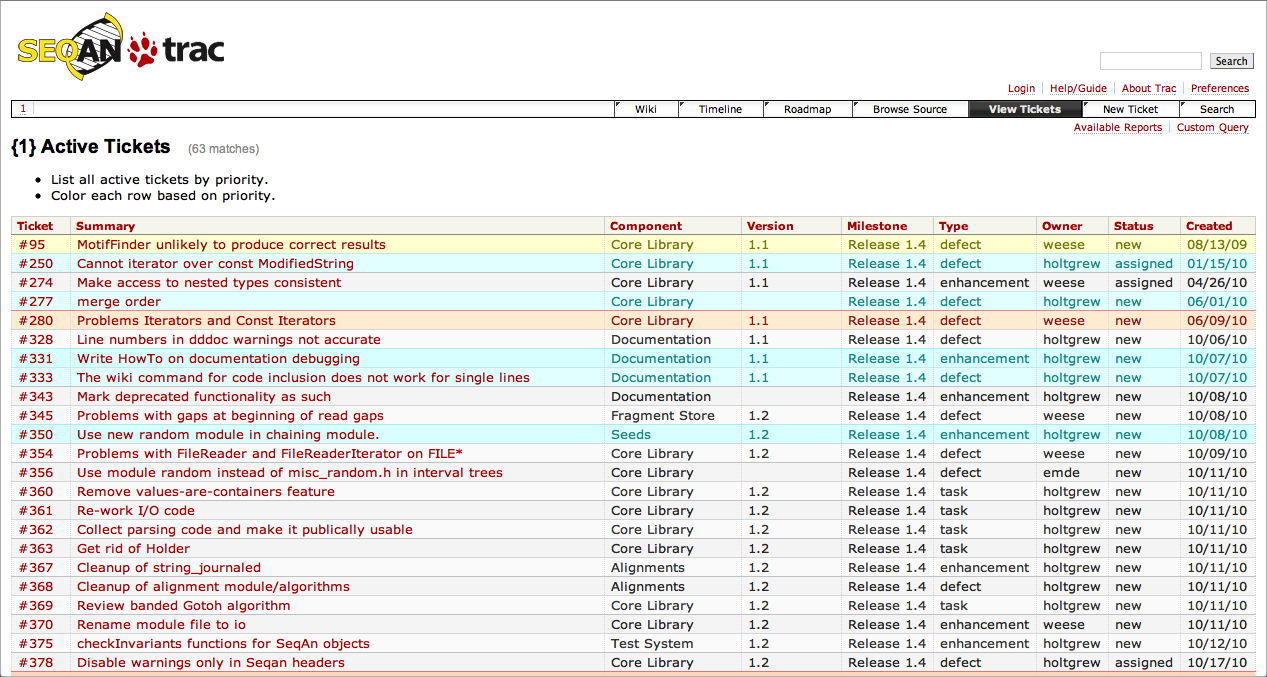 SEQAN trac
Search
Login Help/Guide About Trac Preferences
1 Wiki Timeline Roadmap Browse Source View Tickets New Ticket Search
Available Reports Custom Query
{1} Active Tickets (63 matches)
• List all active tickets by priority.
• Color each row based on priority.
Ticket Summary Component Version Milestone Type Owner Status Created
#95 MotifFinder unlikely to produce correct results Core Library 1.1 Release 1.4 defect weese new 08/13/09
#250 Cannot iterator over const ModifiedString Core Library 1.1 Release 1.4 defect holtgrew assigned 01/15/10
#274 Make access to nested types consistent Core Library 1.1 Release 1.4 enhancement weese assigned 04/26/10
#277 merge order Core Library Release 1.4 defect holtgrew new 06/01/10
#280 Problems Iterators and Const Iterators Core Library 1.1 Release 1.4 defect weese new 06/09/10
#328 Line numbers in dddoc warnings not accurate Documentation 1.1 Release 1.4 defect holtgrew new 10/06/10
#331 Write HowTo on documentation debugging Documentation 1.1 Release 1.4 enhancement holtgrew new 10/07/10
#333 The wiki command for code inclusion does not work for single lines Documentation 1.1 Release 1.4 defect holtgrew new 10/07/10
#343 Mark deprecated functionality as such Documentation Release 1.4 enhancement holtgrew new 10/08/10
#345 Problems with gaps at beginning of read gaps Fragment Store 1.2 Release 1.4 defect weese new 10/08/10
#350 Use new random module in chaining module. Seeds 1.2 Release 1.4 enhancement holtgrew new 10/08/10
#354 Problems with FileReader and FileReaderIterator on FILE* Core Library 1.2 Release 1.4 defect weese new 10/09/10
#356 Use module random instead of misc_random.h in interval trees Core Library Release 1.4 defect emde new 10/11/10
#360 Remove values-are-containers feature Core Library 1.2 Release 1.4 task holtgrew new 10/11/10
#361 Re-work I/O code Core Library 1.2 Release 1.4 task holtgrew new 10/11/10
#362 Collect parsing code and make it publically usable Core Library 1.2 Release 1.4 task holtgrew new 10/11/10
#363 Get rid of Holder Core Library 1.2 Release 1.4 task holtgrew new 10/11/10
#367 Cleanup of string_journaled Alignments 1.2 Release 1.4 enhancement holtgrew new 10/11/10
#368 Cleanup of alignment module/algorithms Alignments 1.2 Release 1.4 defect holtgrew new 10/11/10
#369 Review banded Gotoh algorithm Core Library 1.2 Release 1.4 task holtgrew new 10/11/10
#370 Rename module file to io Core Library 1.2 Release 1.4 enhancement weese new 10/11/10
#375 checkInvariants functions for SeqAn objects Test System 1.2 Release 1.4 enhancement holtgrew new 10/12/10
#378 Disable warnings only in Seqan headers Core Library 1.2 Release 1.4 defect holtgrew assigned 10/17/10